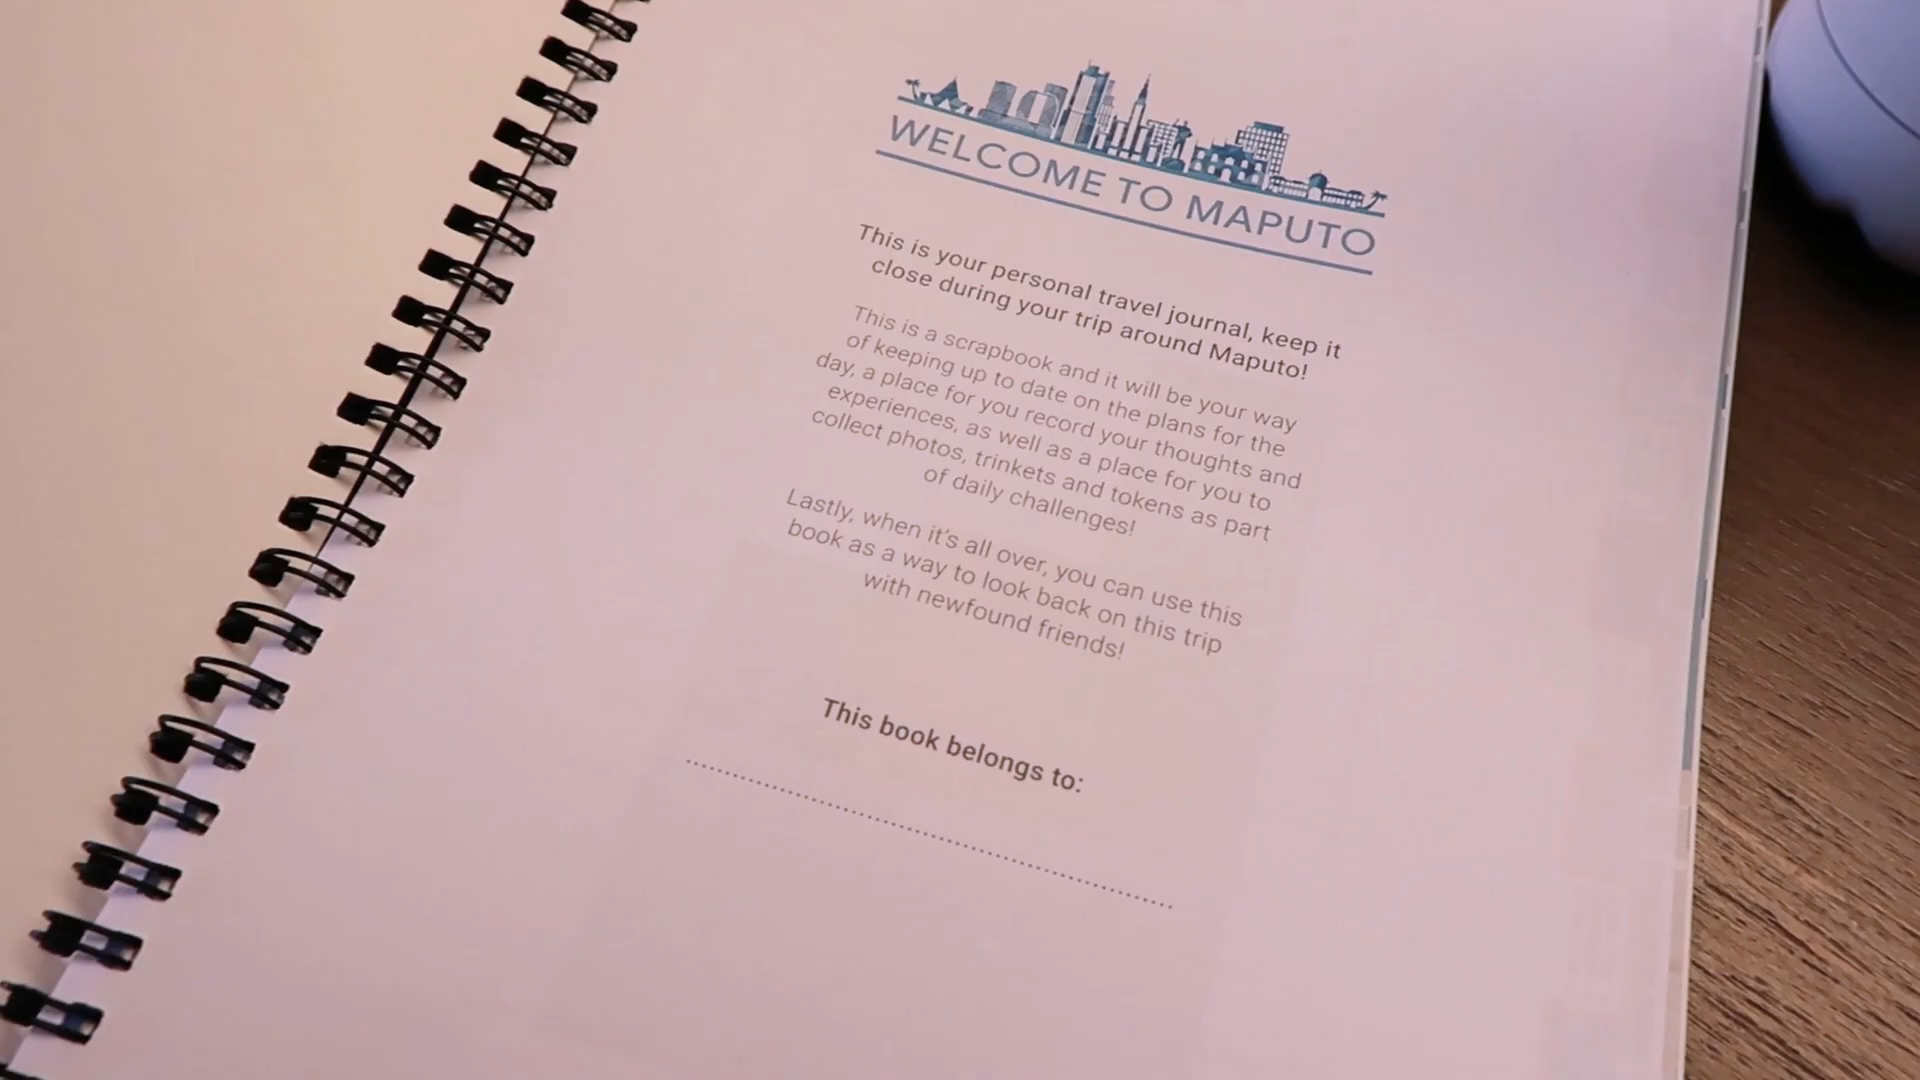 WELCOME TO MAPUTO
This is your personal travel journal, keep it
close during your trip around Maputo!
This is a scrapbook and it will be your way
of keeping up to date on the plans for the
day, a place for you record your thoughts and
experiences, as well as a place for you to
collect photos, trinkets and tokens as part
of daily challenges!
Lastly, when it's all over, you can use this
book as a way to look back on this trip
with newfound friends!
This book belongs to: